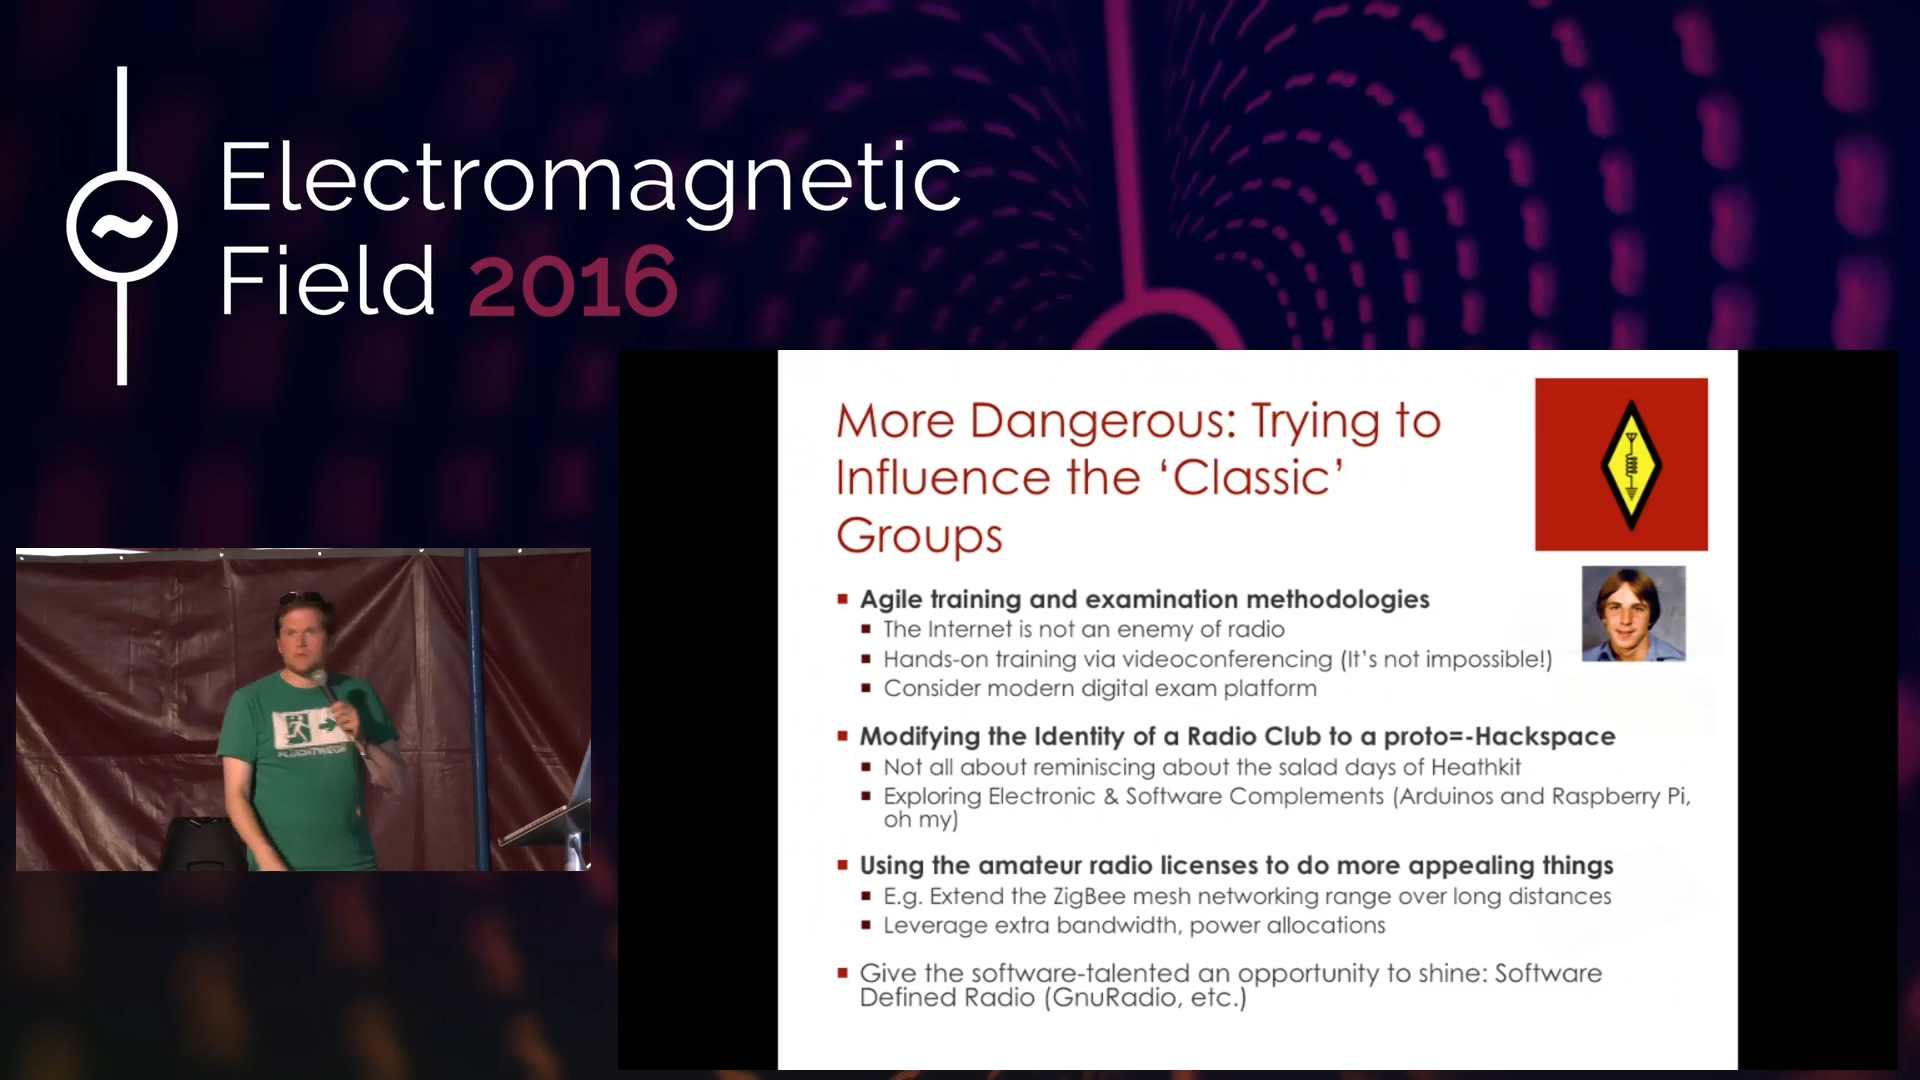 Electromagnetic
Field 2016
More Dangerous: Trying to
Influence the ‘Classic’
Groups
Agile training and examination methodologies
The Internet is not an enemy of radio
Hands-on training via videoconferencing (It’s not impossible!)
Consider modern digital exam platform
Modifying the Identity of a Radio Club to a proto=-Hackspace
Not all about reminiscing about the salad days of Heathkit
Exploring Electronic & Software Complements (Arduinos and Raspberry Pi,
oh my)
Using the amateur radio licenses to do more appealing things
E.g. Extend the ZigBee mesh networking range over long distances
Leverage extra bandwidth, power allocations
Give the software-talented an opportunity to shine: Software
Defined Radio (GnuRadio, etc.)